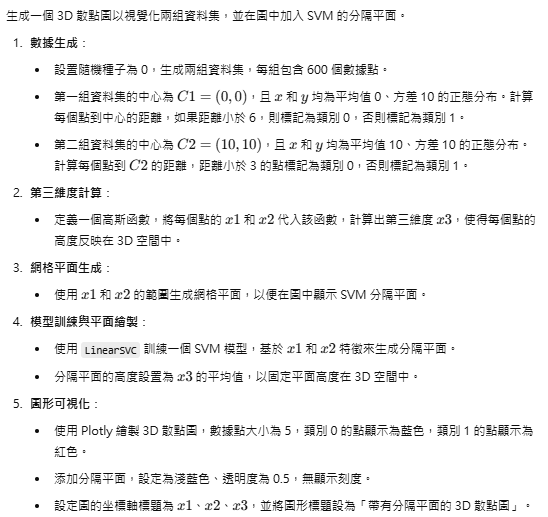 生成一個 3D 散點圖以視覺化兩組資料集，並在圖中加入 SVM 的分隔平面。
1. 數據生成：
• 設置隨機種子為 0，生成兩組資料集，每組包含 600 個數據點。
• 第一組資料集的中心為 C1 = (0, 0)，且 x 和 y 均為平均值 0、方差 10 的正態分布。計算
每個點到中心的距離，如果距離小於 6，則標記為類別 0，否則標記為類別 1。
• 第二組資料集的中心為 C2 = (10, 10)，且 x 和 y 均為平均值 10、方差 10 的正態分布。
計算每個點到 C2 的距離，距離小於 3 的點標記為類別 0，否則標記為類別 1。
2. 第三維度計算：
• 定義一個高斯函數，將每個點的 x1 和 x2 代入該函數，計算出第三維度 x3，使得每個點的
高度反映在 3D 空間中。
3. 網格平面生成：
• 使用 x1 和 x2 的範圍生成網格平面，以便在圖中顯示 SVM 分隔平面。
4. 模型訓練與平面繪製：
• 使用 LinearSVC 訓練一個 SVM 模型，基於 x1 和 x2 特徵來生成分隔平面。
• 分隔平面的高度設置為 x3 的平均值，以固定平面高度在 3D 空間中。
5. 圖形可視化：
• 使用 Plotly 繪製 3D 散點圖，數據點大小為 5，類別 0 的點顯示為藍色，類別 1 的點顯示為
紅色。
• 添加分隔平面，設定為淺藍色、透明度為 0.5，無顯示刻度。
• 設定圖的坐標軸標題為 x1、x2、x3，並將圖形標題設為「帶有分隔平面的 3D 散點圖」。